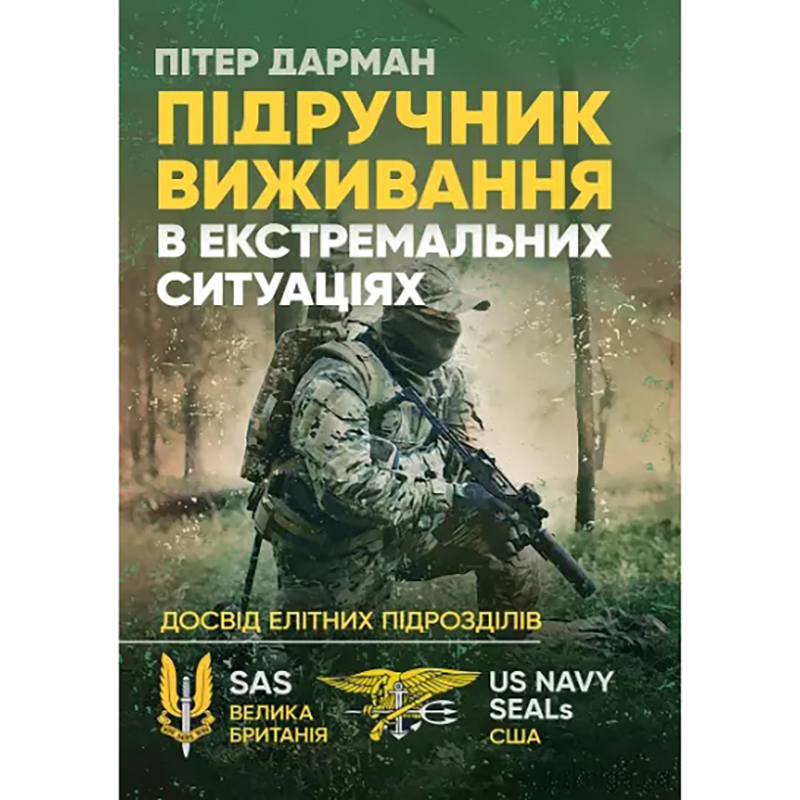 ПІТЕР ДАРМАН
ПІДРУЧНИК
ВИЖИВАННЯ
В ЕКСТРЕМАЛЬНИХ
СИТУАЦІЯХ
ДОСВІД ЕЛІТНИХ ПІДРОЗДІЛІВ
SAS
ВЕЛИКА
БРИТАНІЯ
US NAVY
SEALs
США